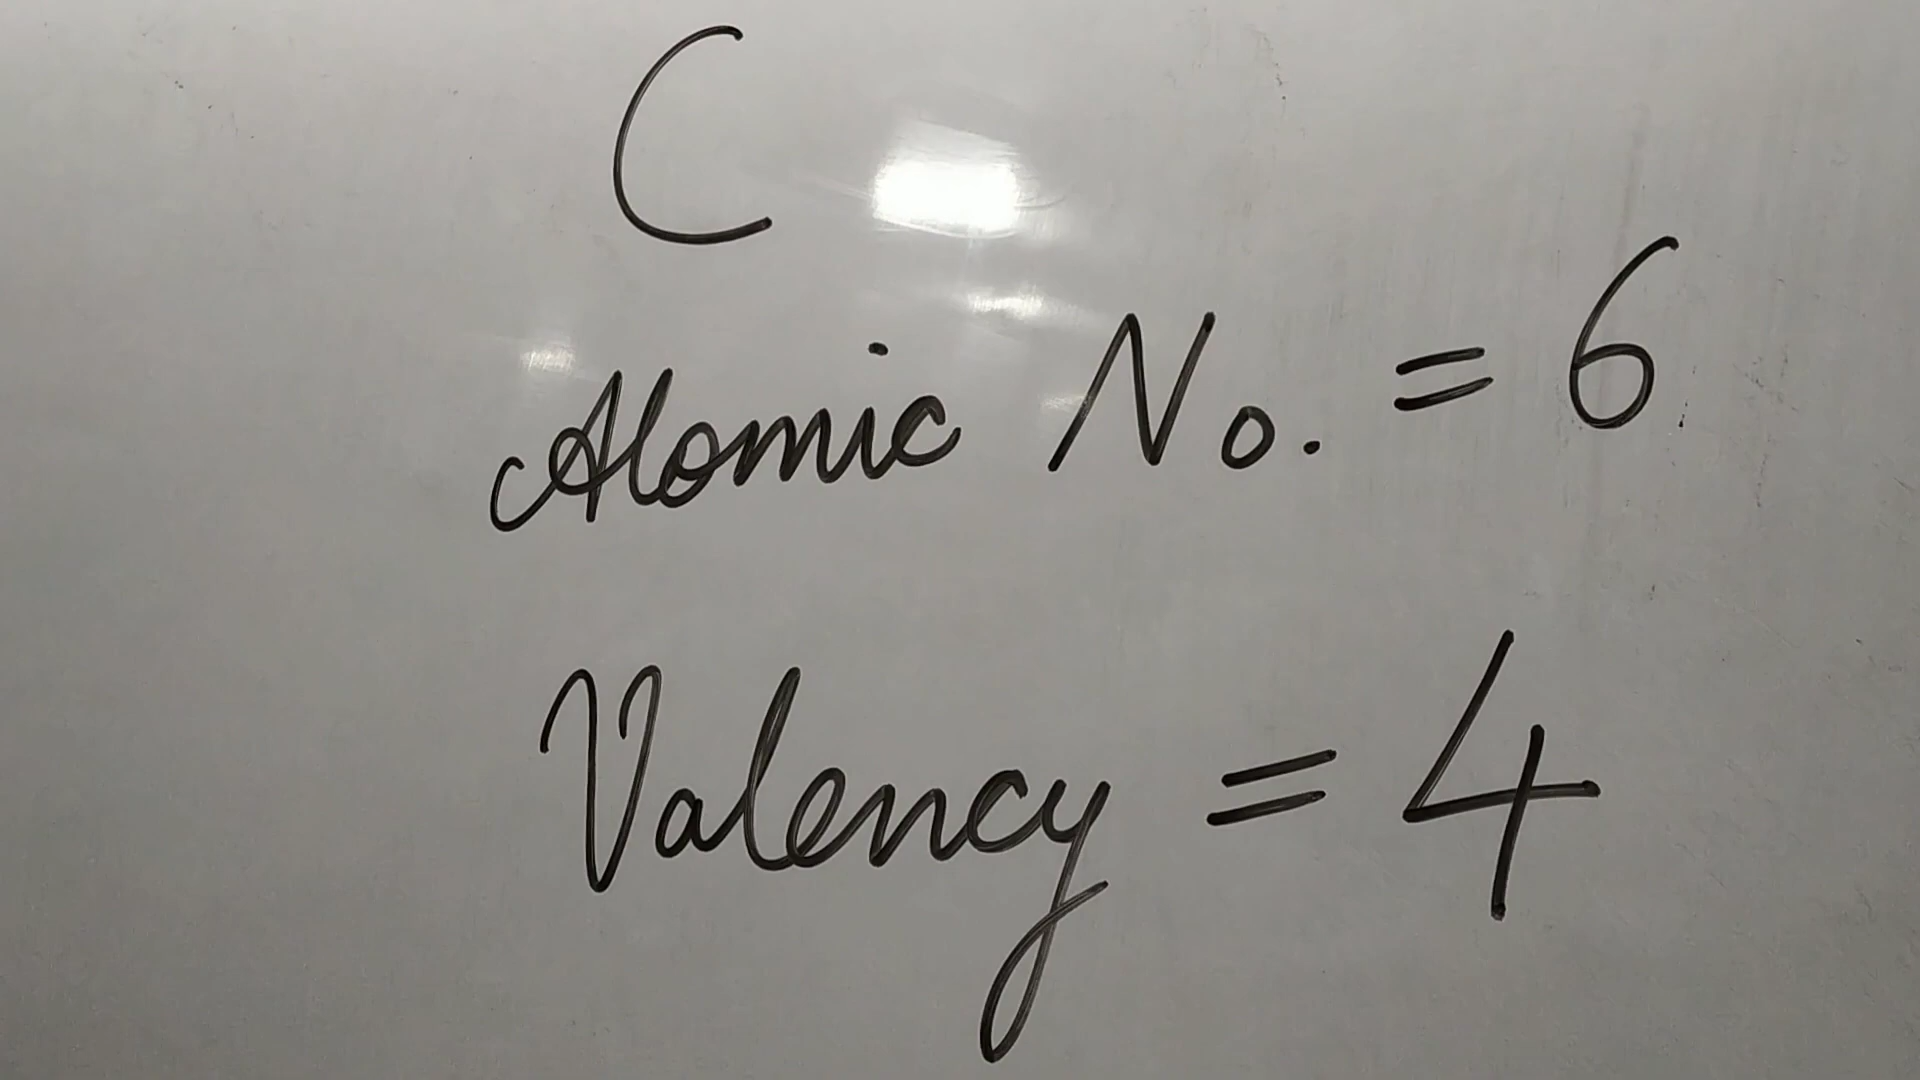 C
Atomic No. = 6
Valency = 4